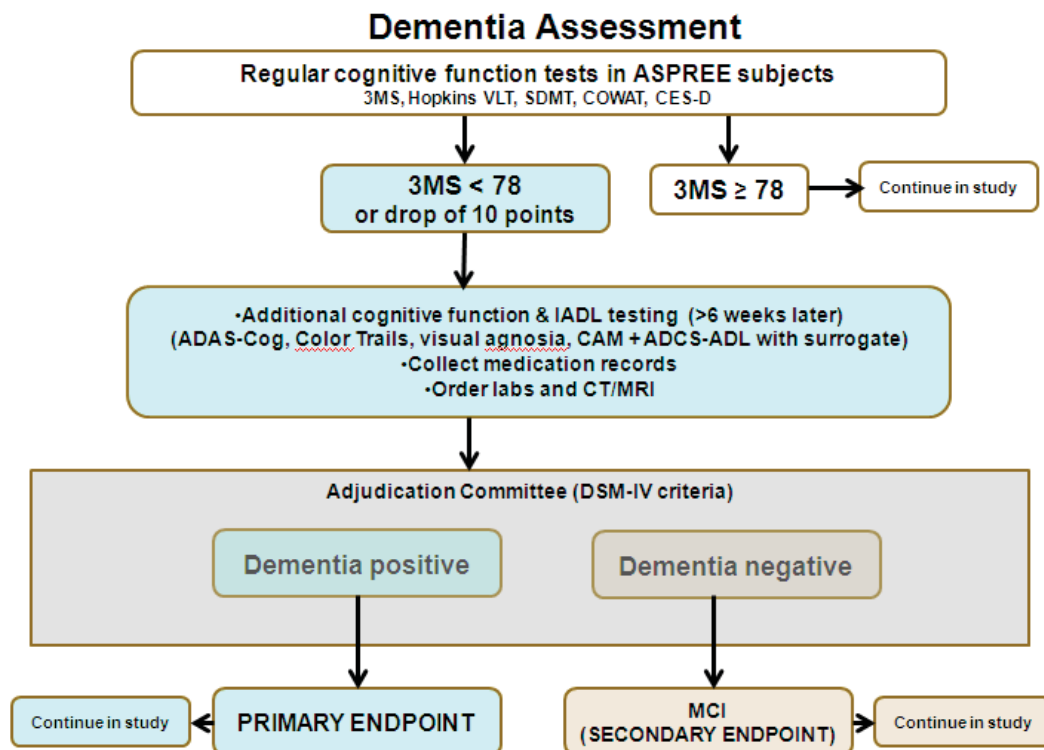 Dementia Assessment
Regular cognitive function tests in ASPREE subjects
3MS, Hopkins VLT, SDMT, COWAT, CES-D
3MS < 78
or drop of 10 points
3MS ≥ 78
Continue in study
•Additional cognitive function & IADL testing (>6 weeks later)
(ADAS-Cog, Color Trails, visual agnosia, CAM + ADCS-ADL with surrogate)
•Collect medication records
•Order labs and CT/MRI
Adjudication Committee (DSM-IV criteria)
Dementia positive
Dementia negative
Continue in study
PRIMARY ENDPOINT
MCI
(SECONDARY ENDPOINT)
Continue in study